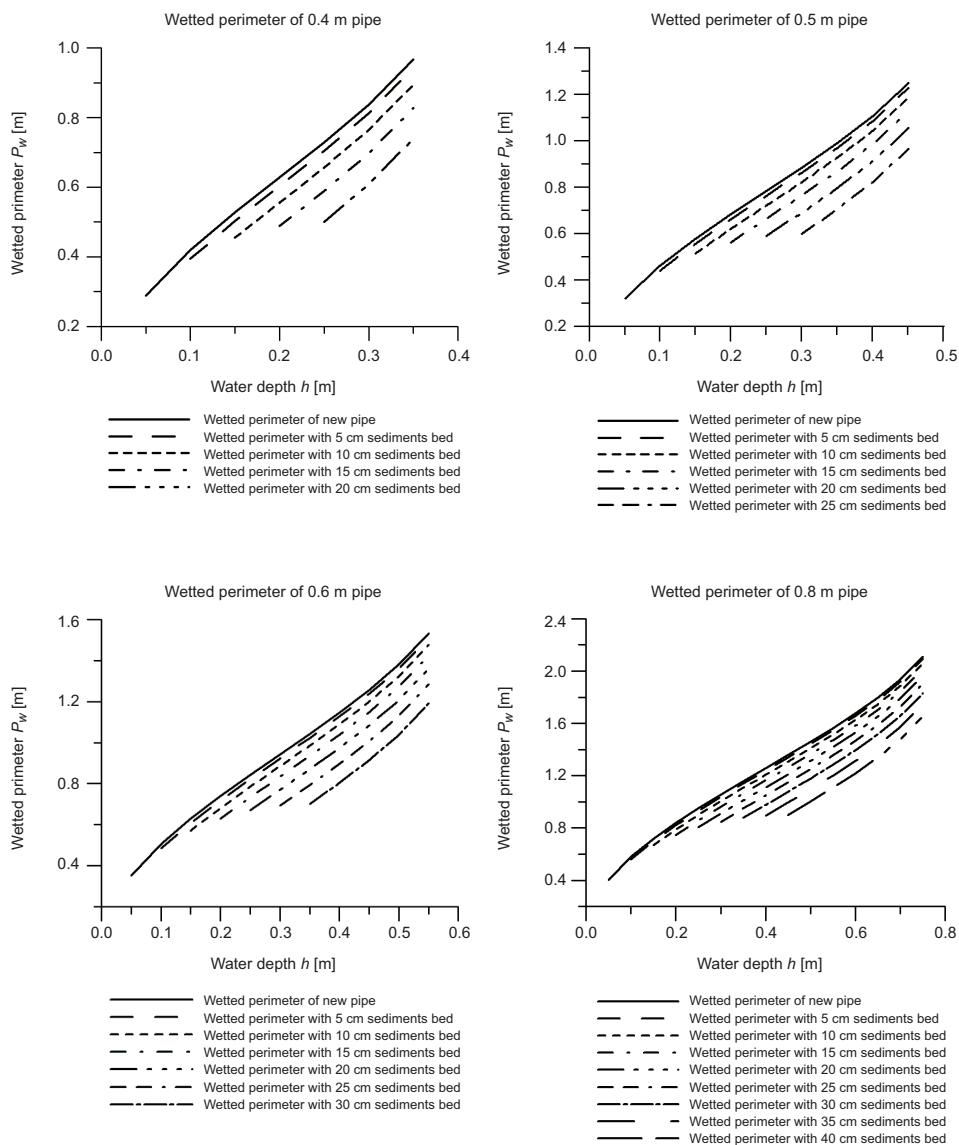 Wetted perimeter of 0.4 m pipe
1.0
0.8
0.6
0.4
0.2
Wetted primeter Pw [m]
0.0 0.1 0.2 0.3 0.4
Water depth h [m]
Wetted perimeter of new pipe
Wetted perimeter with 5 cm sediments bed
Wetted perimeter with 10 cm sediments bed
Wetted perimeter with 15 cm sediments bed
Wetted perimeter with 20 cm sediments bed
Wetted perimeter of 0.5 m pipe
1.4
1.2
1.0
0.8
0.6
0.4
0.2
Wetted primeter Pw [m]
0.0 0.1 0.2 0.3 0.4 0.5
Water depth h [m]
Wetted perimeter of new pipe
Wetted perimeter with 5 cm sediments bed
Wetted perimeter with 10 cm sediments bed
Wetted perimeter with 15 cm sediments bed
Wetted perimeter with 20 cm sediments bed
Wetted perimeter with 25 cm sediments bed
Wetted perimeter of 0.6 m pipe
1.6
1.2
0.8
0.4
Wetted primeter Pw [m]
0.0 0.1 0.2 0.3 0.4 0.5 0.6
Water depth h [m]
Wetted perimeter of new pipe
Wetted perimeter with 5 cm sediments bed
Wetted perimeter with 10 cm sediments bed
Wetted perimeter with 15 cm sediments bed
Wetted perimeter with 20 cm sediments bed
Wetted perimeter with 25 cm sediments bed
Wetted perimeter with 30 cm sediments bed
Wetted perimeter of 0.8 m pipe
2.4
2.0
1.6
1.2
0.8
0.4
Wetted primeter Pw [m]
0.0 0.2 0.4 0.6 0.8
Water depth h [m]
Wetted perimeter of new pipe
Wetted perimeter with 5 cm sediments bed
Wetted perimeter with 10 cm sediments bed
Wetted perimeter with 15 cm sediments bed
Wetted perimeter with 20 cm sediments bed
Wetted perimeter with 25 cm sediments bed
Wetted perimeter with 30 cm sediments bed
Wetted perimeter with 35 cm sediments bed
Wetted perimeter with 40 cm sediments bed